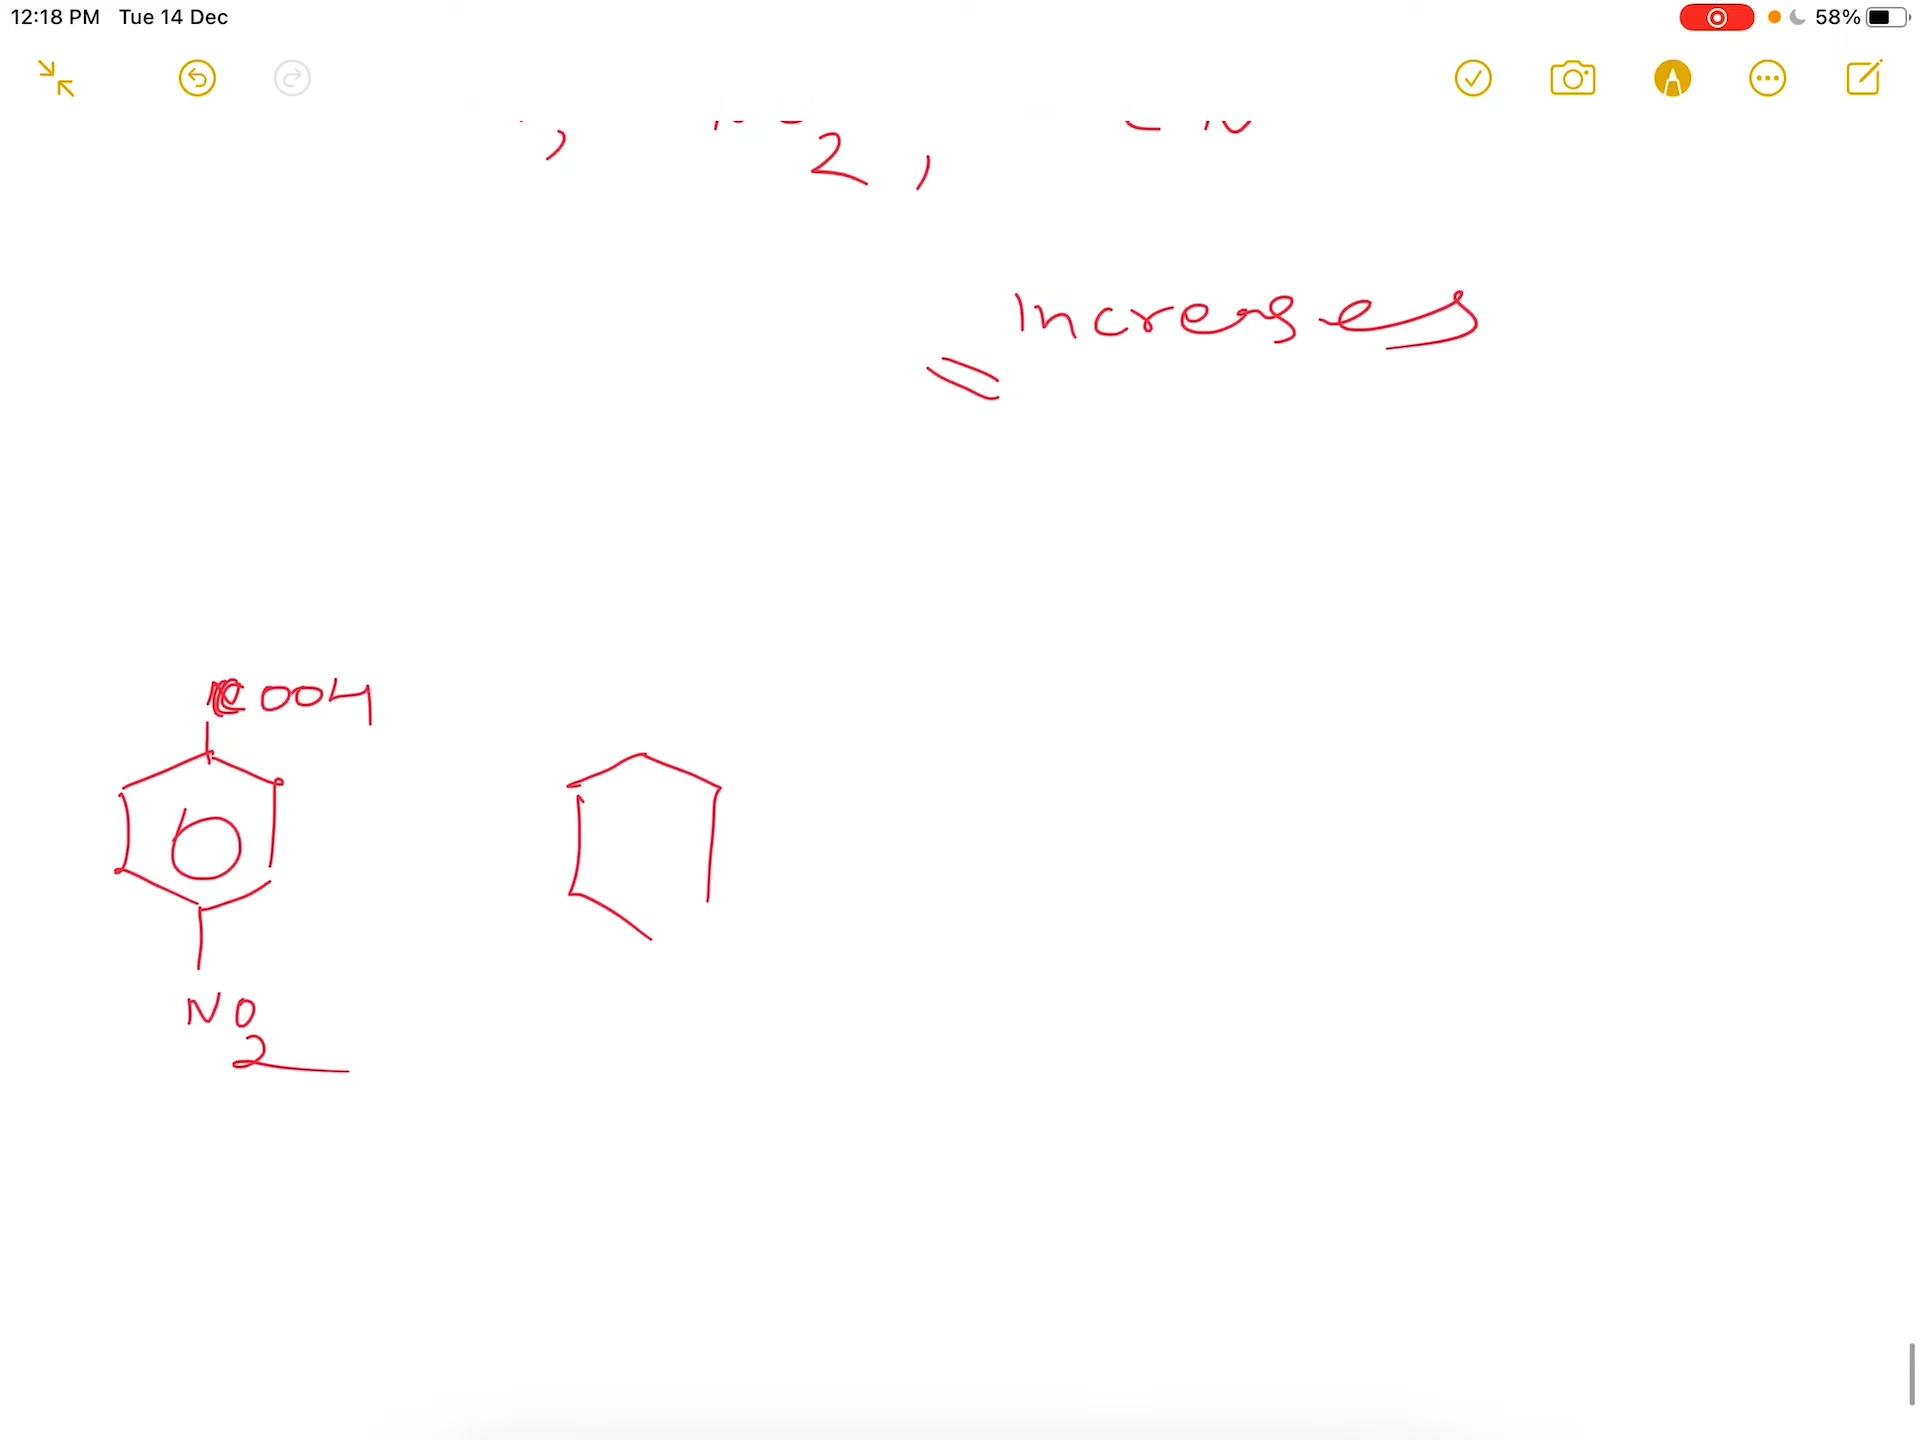 12:18 PM Tue 14 Dec 58%
, 2,
Increases
=
COOH
NO
2